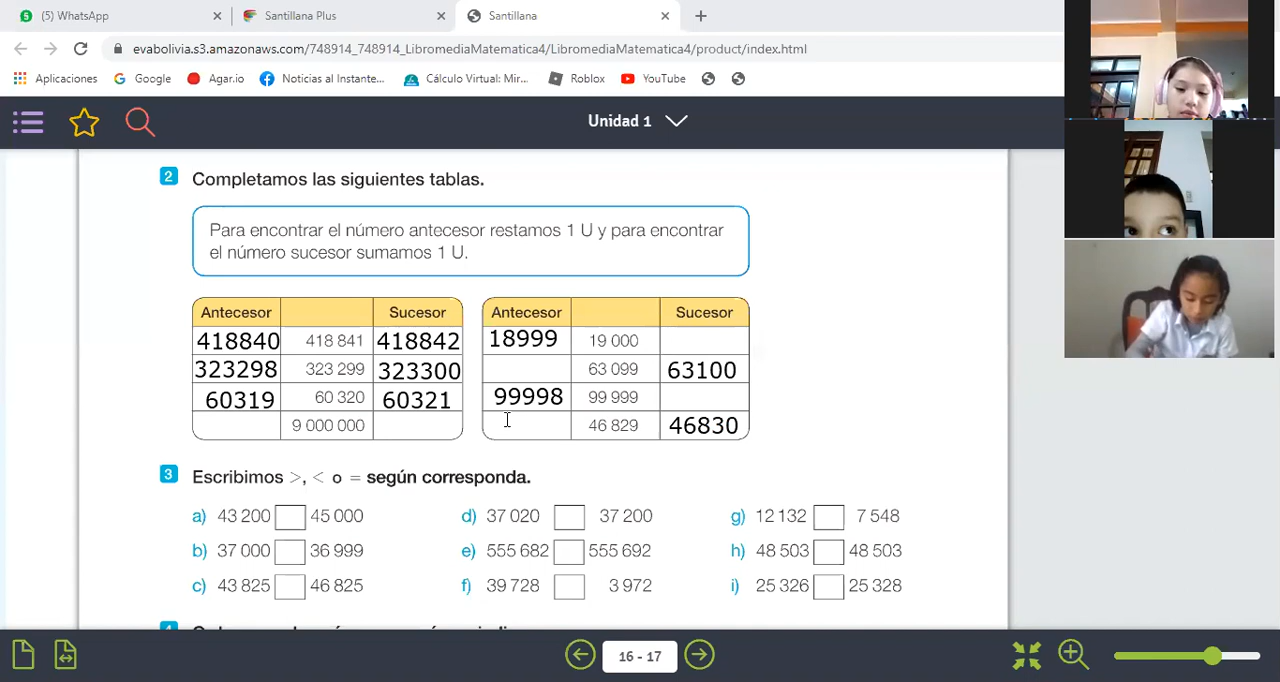 (5) WhatsApp
Santillana Plus
Santillana
evabolivia.s3.amazonaws.com/748914_748914_LibromediaMatematica4/LibromediaMatematica4/product/index.html
Aplicaciones Google Agar.io Noticias al Instante... Cálculo Virtual: Mir... Roblox YouTube
Unidad 1
2 Completamos las siguientes tablas.
Para encontrar el número antecesor restamos 1 U y para encontrar
el número sucesor sumamos 1 U.
Antecesor Sucesor
418840 418 841 418842
323298 323 299 323300
60319 60 320 60321
9 000 000
Antecesor Sucesor
18999 19 000
63 099 63100
99998 99 999
46 829 46830
3 Escribimos >, < o = según corresponda.
a) 43 200 45 000 d) 37 020 37 200 g) 12 132 7 548
b) 37 000 36 999 e) 555 682 555 692 h) 48 503 48 503
c) 43 825 46 825 f) 39 728 3 972 i) 25 326 25 328
16 - 17